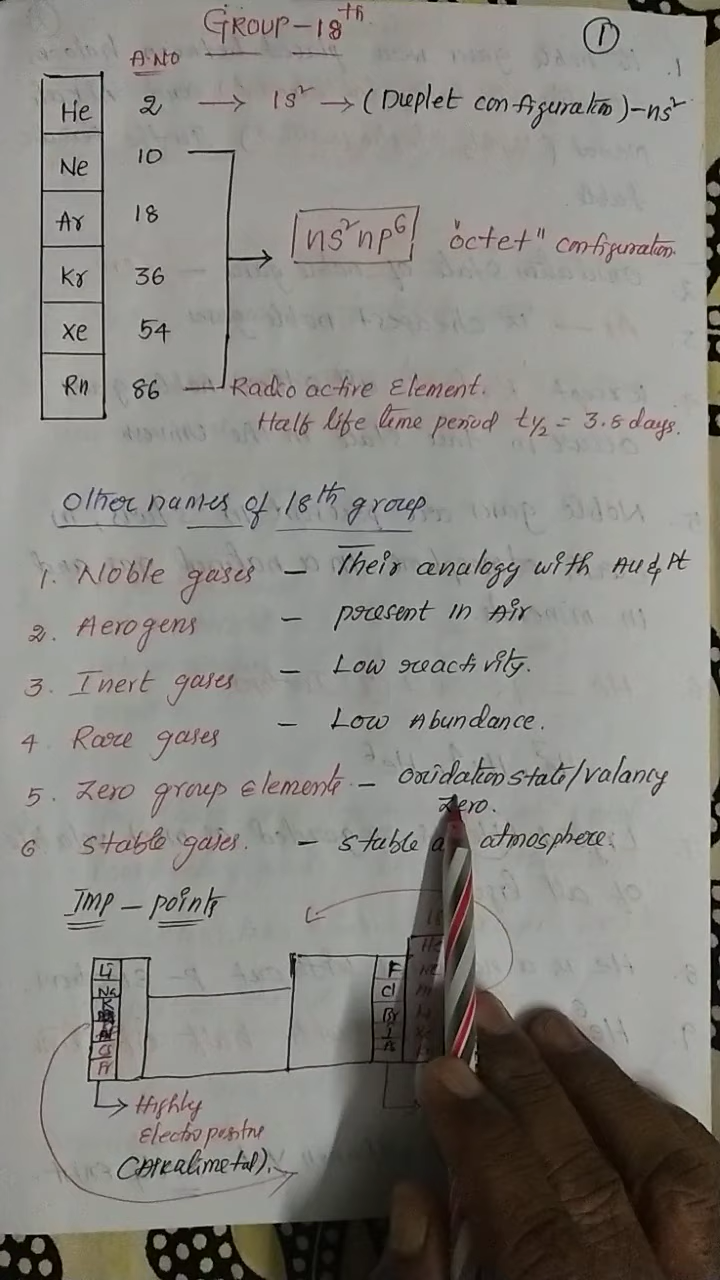 GROUP-18th
1
A.NO
He 2 → 1s² → (Duplet configuration)-ns²
Ne 10
Ar 18
ns²np⁶ "octet" configuration.
Kr 36
Xe 54
Rn 86 Radio active Element.
Half life time period t1/2 = 3.8 days.
Other names of 18th group
1. Noble gases - Their analogy with Au & Pt
2. Aerogens - present in Air
3. Inert gases - Low reactivity.
4 Rare gases - Low Abundance.
5. Zero group Elements - oxidation state/valancy
zero.
6 Stable gases. - stable atmosphere.
IMP - points
Li F He
Na Cl Ne
K Br
I
Fr
Highly
Electropositive
(Alkalimetal).